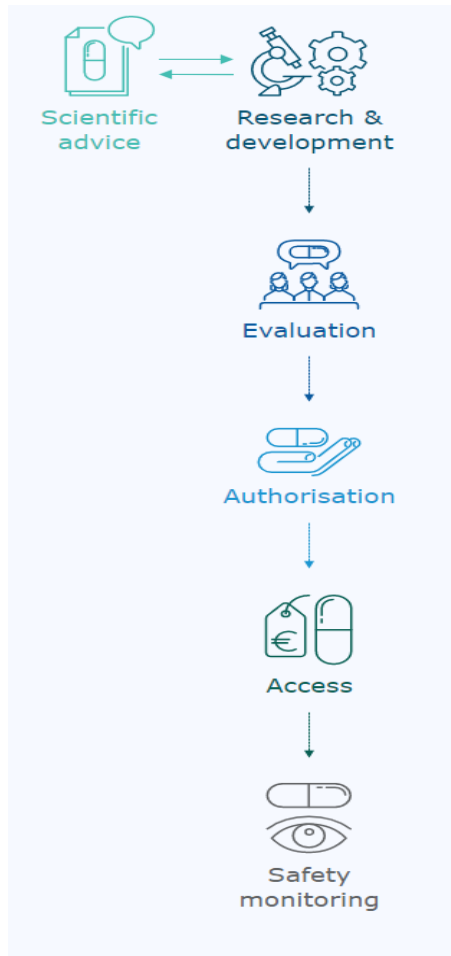 Scientific
advice
Research &
development
Evaluation
Authorisation
€
Access
Safety
monitoring